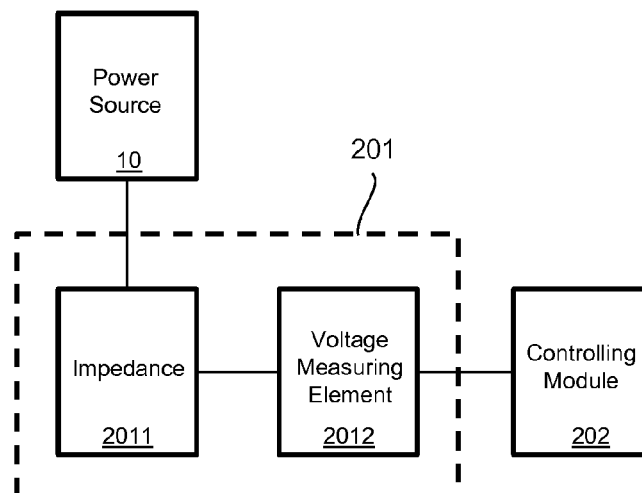 Power
Source
10
201
Impedance
2011
Voltage
Measuring
Element
2012
Controlling
Module
202